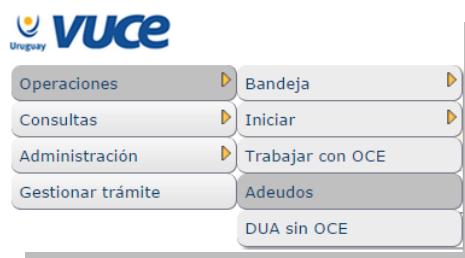 Uruguay VUCE
Operaciones
Consultas
Administración
Gestionar trámite
Bandeja
Iniciar
Trabajar con OCE
Adeudos
DUA sin OCE